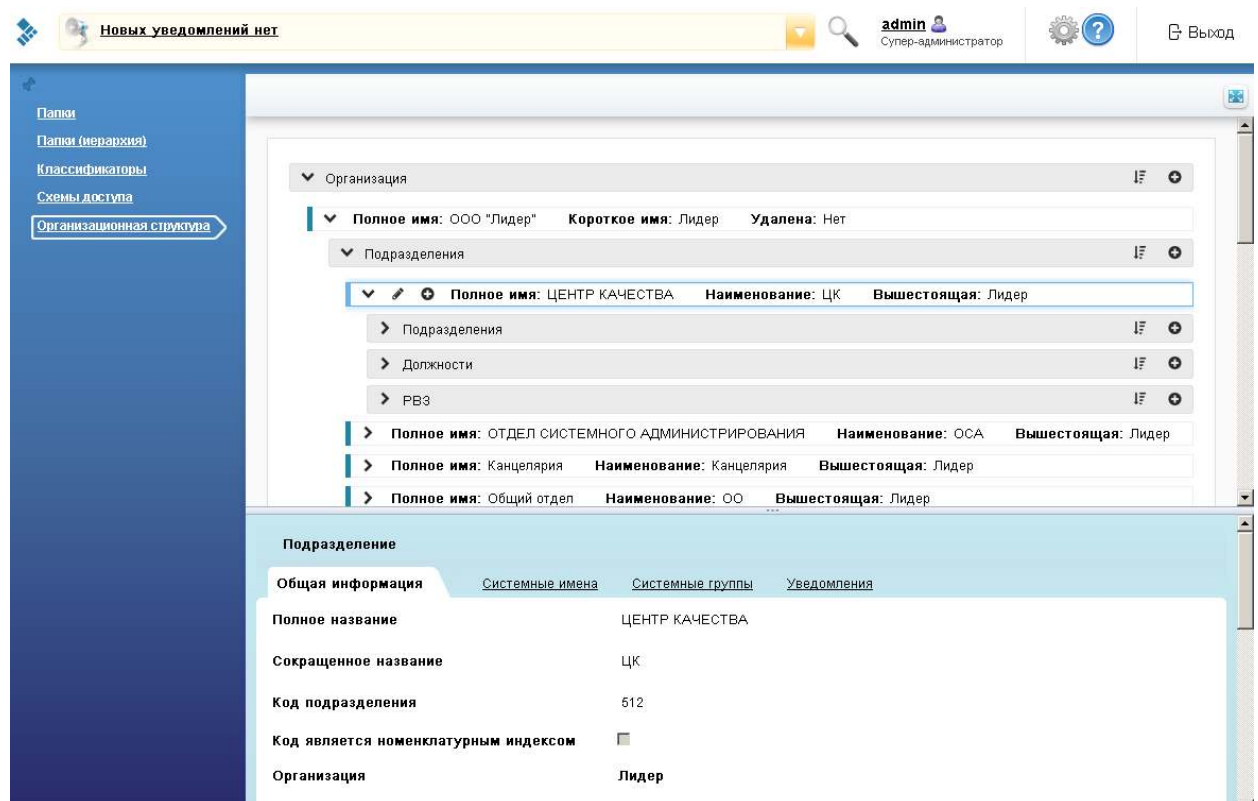 Новых уведомлений нет
admin
Супер-администратор
?
Выход
Папки
Папки (иерархия)
Классификаторы
Схемы доступа
Организационная структура
Организация
Полное имя: ООО "Лидер" Короткое имя: Лидер Удалена: Нет
Подразделения
Полное имя: ЦЕНТР КАЧЕСТВА Наименование: ЦК Вышестоящая: Лидер
Подразделения
Должности
РВЗ
Полное имя: ОТДЕЛ СИСТЕМНОГО АДМИНИСТРИРОВАНИЯ Наименование: ОСА Вышестоящая: Лидер
Полное имя: Канцелярия Наименование: Канцелярия Вышестоящая: Лидер
Полное имя: Общий отдел Наименование: ОО Вышестоящая: Лидер
Подразделение
Общая информация Системные имена Системные группы Уведомления
Полное название ЦЕНТР КАЧЕСТВА
Сокращенное название ЦК
Код подразделения 512
Код является номенклатурным индексом
Организация Лидер